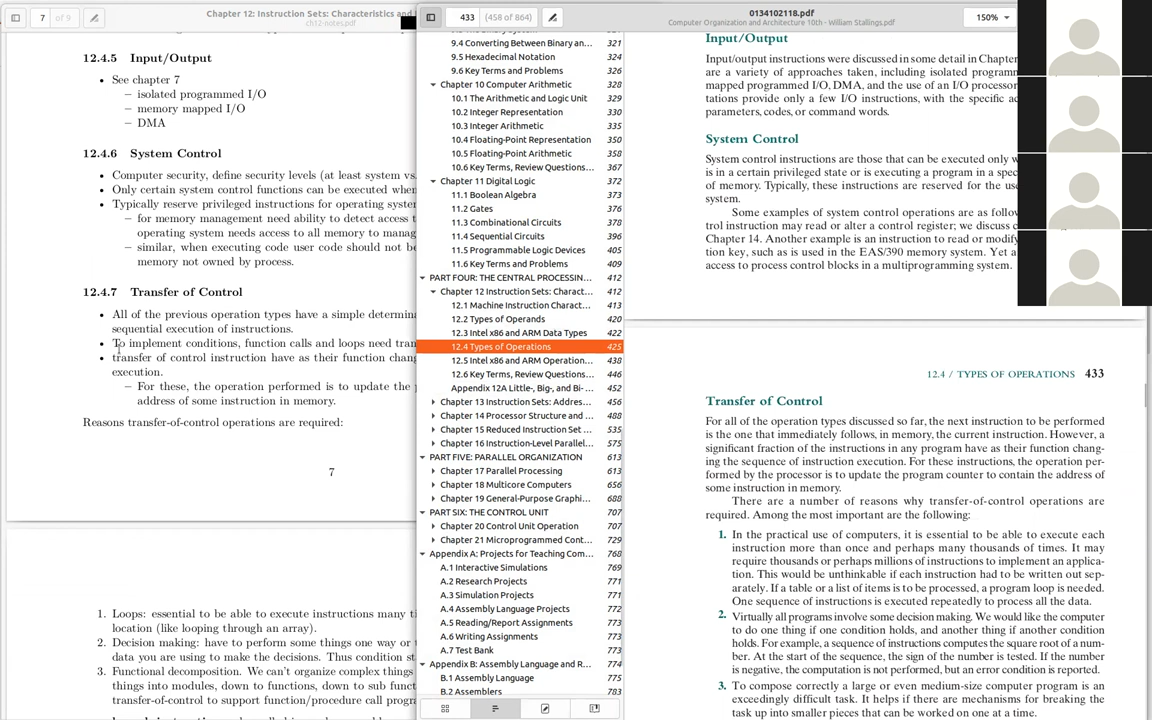 7
of 9
Chapter 12: Instruction Sets: Characteristics and
ch12-notes.pdf
12.4.5 Input/Output
• See chapter 7
– isolated programmed I/O
– memory mapped I/O
– DMA
12.4.6 System Control
• Computer security, define security levels (at least system vs.
• Only certain system control functions can be executed when
• Typically reserve privileged instructions for operating
– for memory management need ability to detect access
operating system needs access to all memory to
– similar, when executing code user code should not be
memory not owned by process.
12.4.7 Transfer of Control
• All of the previous operation types have a simple
sequential execution of instructions.
• To implement conditions, function calls and loops need
• transfer of control instruction have as their function
execution.
– For these, the operation performed is to update the
address of some instruction in memory.
Reasons transfer-of-control operations are required:
7
1. Loops: essential to be able to execute instructions many
location (like looping through an array).
2. Decision making: have to perform some things one way or
data you are using to make the decisions. Thus condition
3. Functional decomposition. We can't organize complex things
things into modules, down to functions, down to sub
transfer-of-control to support function/procedure call
433 (458 of 864)
0134102118.pdf
Computer Organization and Architecture 10th - William Stallings.pdf
150%
9.4 Converting Between Binary an... 321
9.5 Hexadecimal Notation 324
9.6 Key Terms and Problems 326
Chapter 10 Computer Arithmetic 328
10.1 The Arithmetic and Logic Unit 329
10.2 Integer Representation 330
10.3 Integer Arithmetic 335
10.4 Floating-Point Representation 350
10.5 Floating-Point Arithmetic 358
10.6 Key Terms, Review Questions... 367
Chapter 11 Digital Logic 372
11.1 Boolean Algebra 373
11.2 Gates 376
11.3 Combinational Circuits 378
11.4 Sequential Circuits 396
11.5 Programmable Logic Devices 405
11.6 Key Terms and Problems 409
PART FOUR: THE CENTRAL PROCESSIN... 412
Chapter 12 Instruction Sets: Charact... 412
12.1 Machine Instruction Charact... 413
12.2 Types of Operands 420
12.3 Intel x86 and ARM Data Types 422
12.4 Types of Operations 425
12.5 Intel x86 and ARM Operation... 438
12.6 Key Terms, Review Questions... 446
Appendix 12A Little-, Big-, and Bi-... 452
Chapter 13 Instruction Sets: Addres... 456
Chapter 14 Processor Structure and ... 488
Chapter 15 Reduced Instruction Set ... 535
Chapter 16 Instruction-Level Parallel... 575
PART FIVE: PARALLEL ORGANIZATION 613
Chapter 17 Parallel Processing 613
Chapter 18 Multicore Computers 656
Chapter 19 General-Purpose Graphi... 688
PART SIX: THE CONTROL UNIT 707
Chapter 20 Control Unit Operation 707
Chapter 21 Microprogrammed Cont... 729
Appendix A: Projects for Teaching Com... 768
A.1 Interactive Simulations 769
A.2 Research Projects 771
A.3 Simulation Projects 771
A.4 Assembly Language Projects 772
A.5 Reading/Report Assignments 773
A.6 Writing Assignments 773
A.7 Test Bank 773
Appendix B: Assembly Language and R... 774
B.1 Assembly Language 775
B.2 Assemblers 783
Input/Output
Input/output instructions were discussed in some detail in Chapter
are a variety of approaches taken, including isolated
mapped I/O, DMA, and the use of an I/O processor
tations provide only a few I/O instructions, with the specific
parameters, codes, or command words.
System Control
System control instructions are those that can be executed only
is in a certain privileged state or is executing a program in a
of memory. Typically, these instructions are reserved for the
system.
Some examples of system control operations are as
trol instruction may read or alter a control register; we discuss
Chapter 14. Another example is an instruction to read or modify
tion key, such as is used in the EAS/390 memory system. Yet
access to process control blocks in a multiprogramming system.
12.4 / TYPES OF OPERATIONS 433
Transfer of Control
For all of the operation types discussed so far, the next instruction to be performed
is the one that immediately follows, in memory, the current instruction. However, a
significant fraction of the instructions in any program have as their function chang-
ing the sequence of instruction execution. For these instructions, the operation per-
formed by the processor is to update the program counter to contain the address of
some instruction in memory.
There are a number of reasons why transfer-of-control operations are
required. Among the most important are the following:
1. In the practical use of computers, it is essential to be able to execute each
instruction more than once and perhaps many thousands of times. It may
require thousands or perhaps millions of instructions to implement an applica-
tion. This would be unthinkable if each instruction had to be written out sep-
arately. If a table or a list of items is to be processed, a program loop is needed.
One sequence of instructions is executed repeatedly to process all the data.
2. Virtually all programs involve some decision making. We would like the computer
to do one thing if one condition holds, and another thing if another condition
holds. For example, a sequence of instructions computes the square root of a num-
ber. At the start of the sequence, the sign of the number is tested. If the number
is negative, the computation is not performed, but an error condition is reported.
3. To compose correctly a large or even medium-size computer program is an
exceedingly difficult task. It helps if there are mechanisms for breaking the
task up into smaller pieces that can be worked on one at a time.